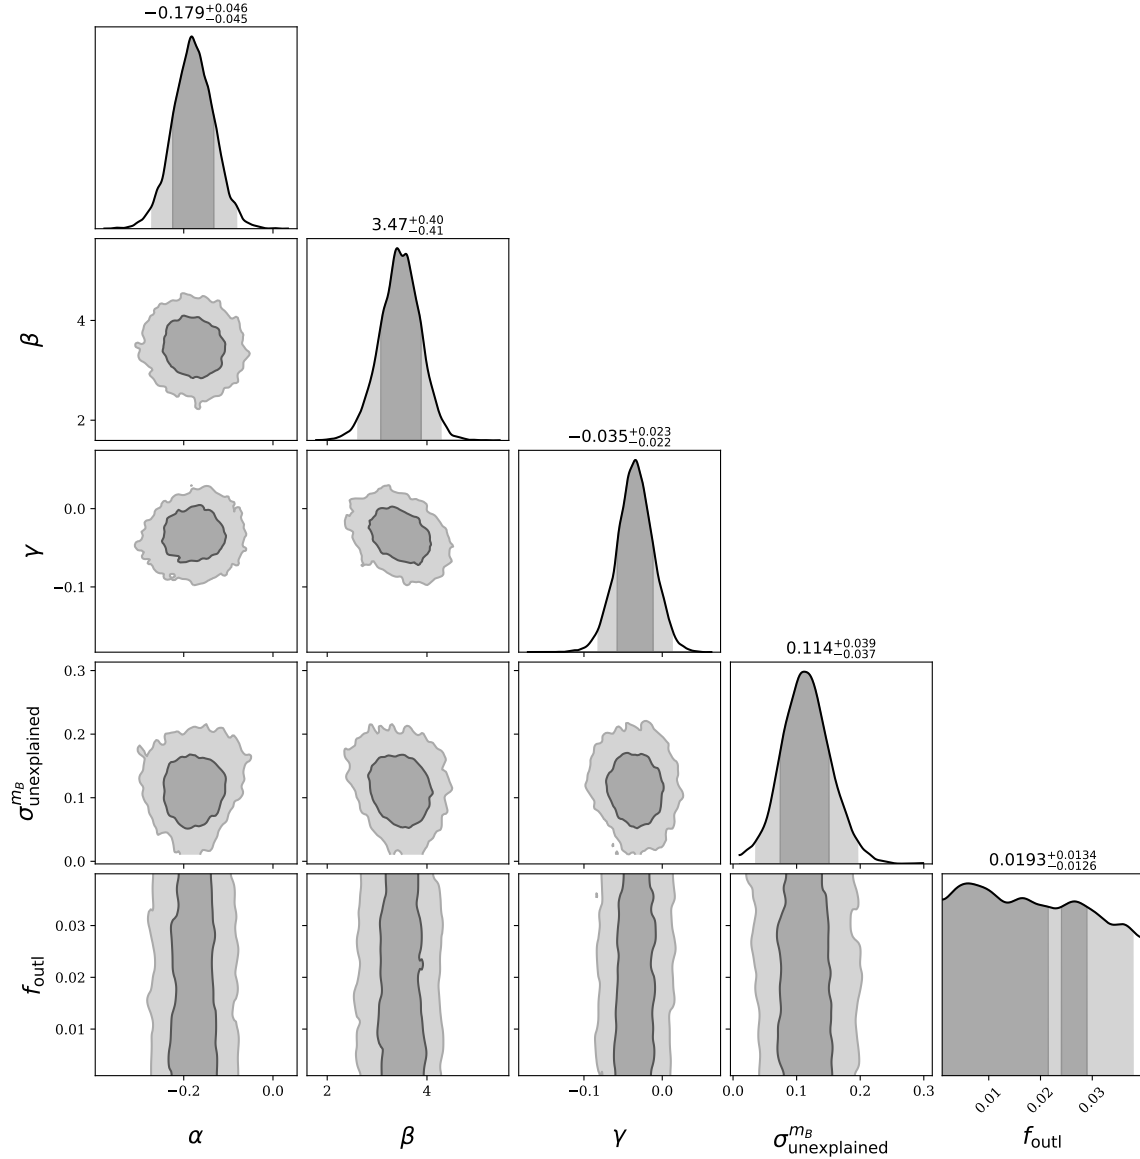 −0.179+0.046−0.045
3.47+0.40−0.41
β
4
2
−0.035+0.023−0.022
γ
0.0
−0.1
0.114+0.039−0.037
σm_B unexplained
0.3
0.2
0.1
0.0
0.0193+0.0134−0.0126
f_outl
0.03
0.02
0.01
−0.2 0.0 2 4 −0.1 0.0 0.0 0.1 0.2 0.3 0.01 0.02 0.03
α β γ σm_B unexplained f_outl